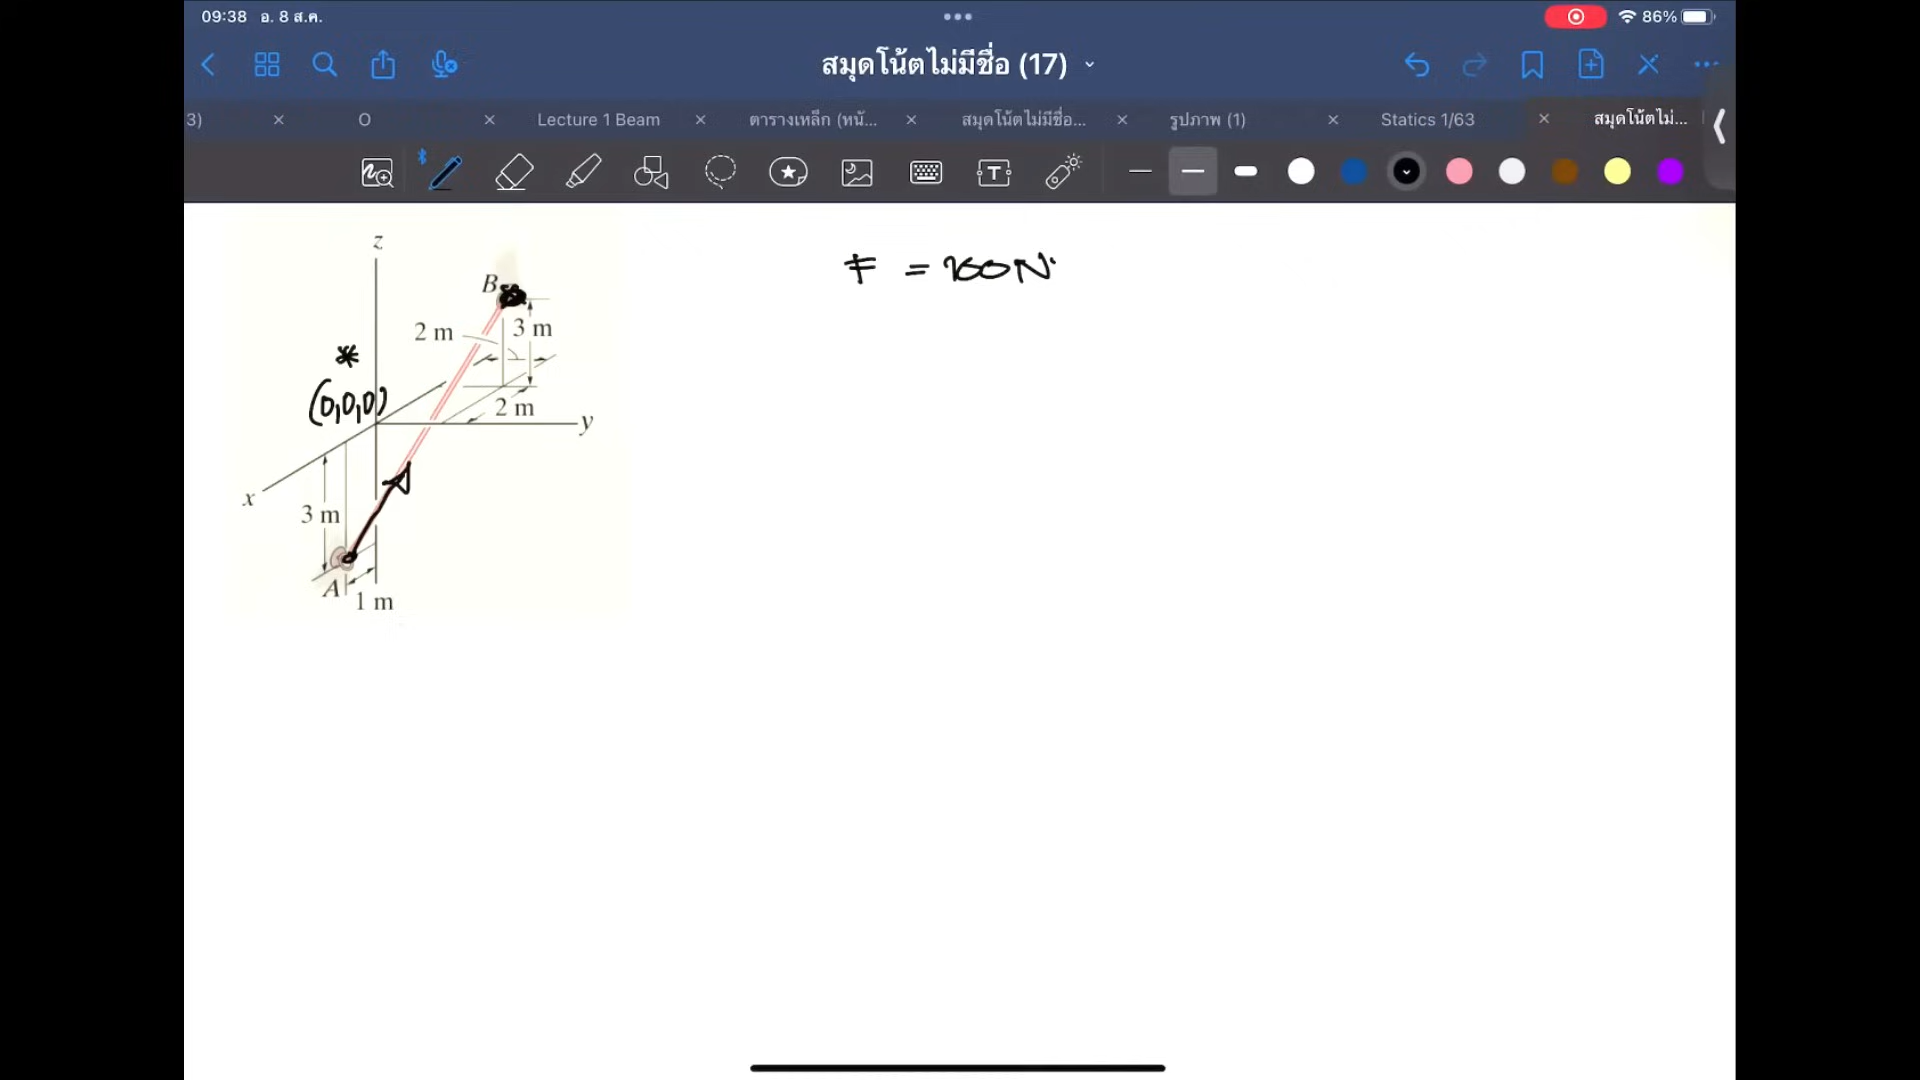 09:38 อ. 8 ส.ค. 86%
สมุดโน้ตไม่มีชื่อ (17)
3) O Lecture 1 Beam ตารางเหล็ก (หนั... สมุดโน้ตไม่มีชื่อ... รูปภาพ (1) Statics 1/63 สมุดโน้ตไม่...
T
z
B
F = 100N
2 m
3 m
*
(0,0,0)
2 m
y
x
3 m
A
1 m